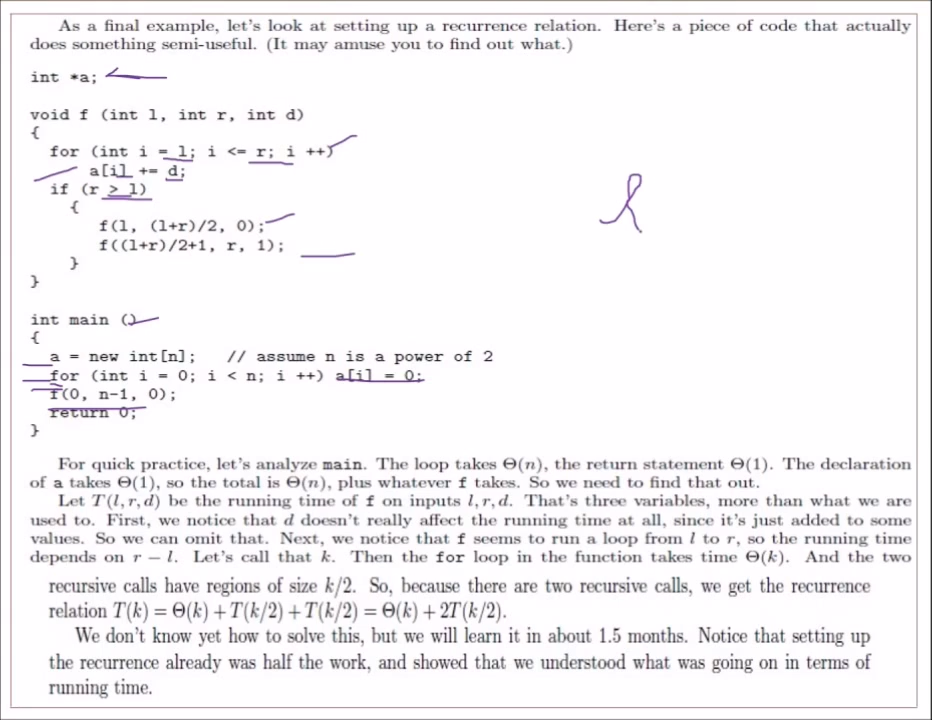 As a final example, let's look at setting up a recurrence relation. Here's a piece of code that actually
does something semi-useful. (It may amuse you to find out what.)
int *a;
void f (int l, int r, int d)
{
for (int i = l; i <= r; i ++)
a[i] += d;
if (r > l)
{
f(l, (l+r)/2, 0);
f((l+r)/2+1, r, 1);
}
}
int main ()
{
a = new int[n]; // assume n is a power of 2
for (int i = 0; i < n; i ++) a[i] = 0;
f(0, n-1, 0);
return 0;
}
For quick practice, let's analyze main. The loop takes Θ(n), the return statement Θ(1). The declaration
of a takes Θ(1), so the total is Θ(n), plus whatever f takes. So we need to find that out.
Let T(l, r, d) be the running time of f on inputs l, r, d. That's three variables, more than what we are
used to. First, we notice that d doesn't really affect the running time at all, since it's just added to some
values. So we can omit that. Next, we notice that f seems to run a loop from l to r, so the running time
depends on r − l. Let's call that k. Then the for loop in the function takes time Θ(k). And the two
recursive calls have regions of size k/2. So, because there are two recursive calls, we get the recurrence
relation T(k) = Θ(k) + T(k/2) + T(k/2) = Θ(k) + 2T(k/2).
We don't know yet how to solve this, but we will learn it in about 1.5 months. Notice that setting up
the recurrence already was half the work, and showed that we understood what was going on in terms of
running time.